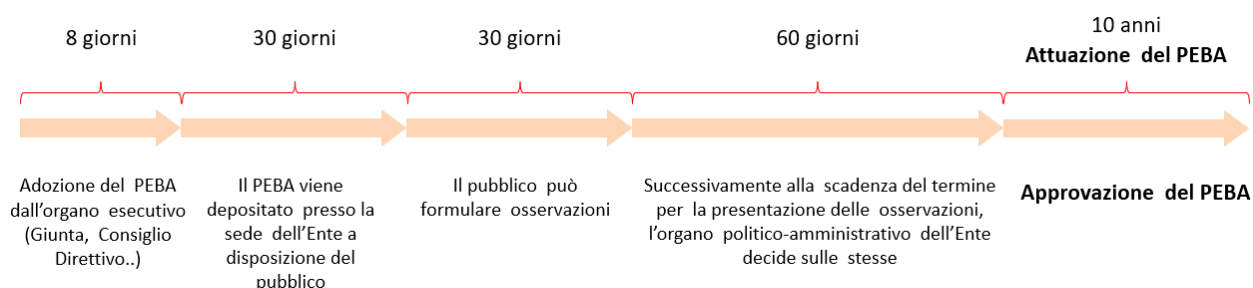 8 giorni
30 giorni
30 giorni
60 giorni
10 anni
Attuazione del PEBA
Adozione del PEBA
dall'organo esecutivo
(Giunta, Consiglio
Direttivo..)
Il PEBA viene
depositato presso la
sede dell'Ente a
disposizione del
pubblico
Il pubblico può
formulare osservazioni
Successivamente alla scadenza del termine
per la presentazione delle osservazioni,
l'organo politico-amministrativo dell'Ente
decide sulle stesse
Approvazione del PEBA